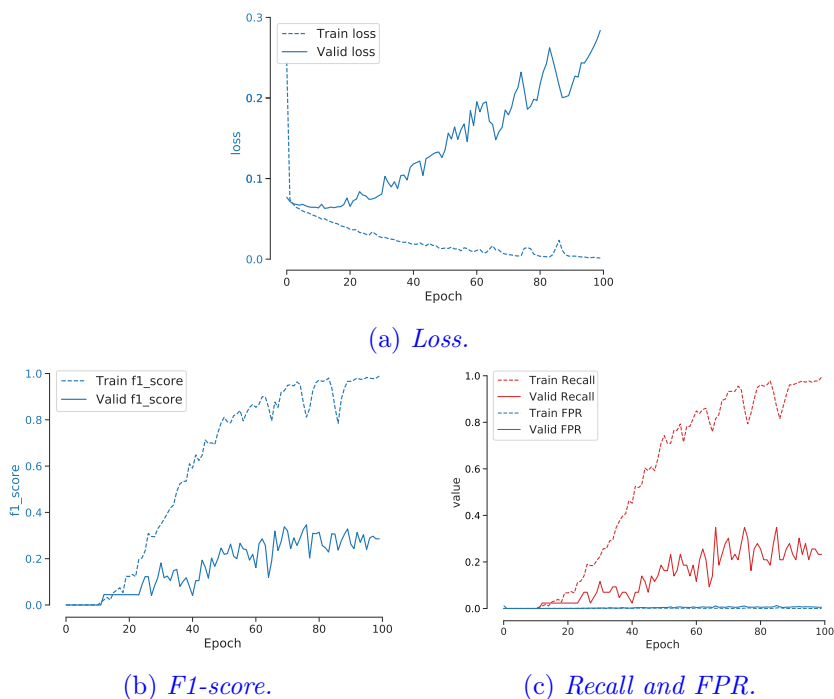 0.3
Train loss
Valid loss
0.2
loss
0.1
0.0
0 20 40 60 80 100
Epoch
(a) Loss.
1.0
Train f1_score
Valid f1_score
0.8
0.6
f1_score
0.4
0.2
0.0
0 20 40 60 80 100
Epoch
(b) F1-score.
1.0
Train Recall
Valid Recall
Train FPR
Valid FPR
0.8
0.6
value
0.4
0.2
0.0
0 20 40 60 80 100
Epoch
(c) Recall and FPR.